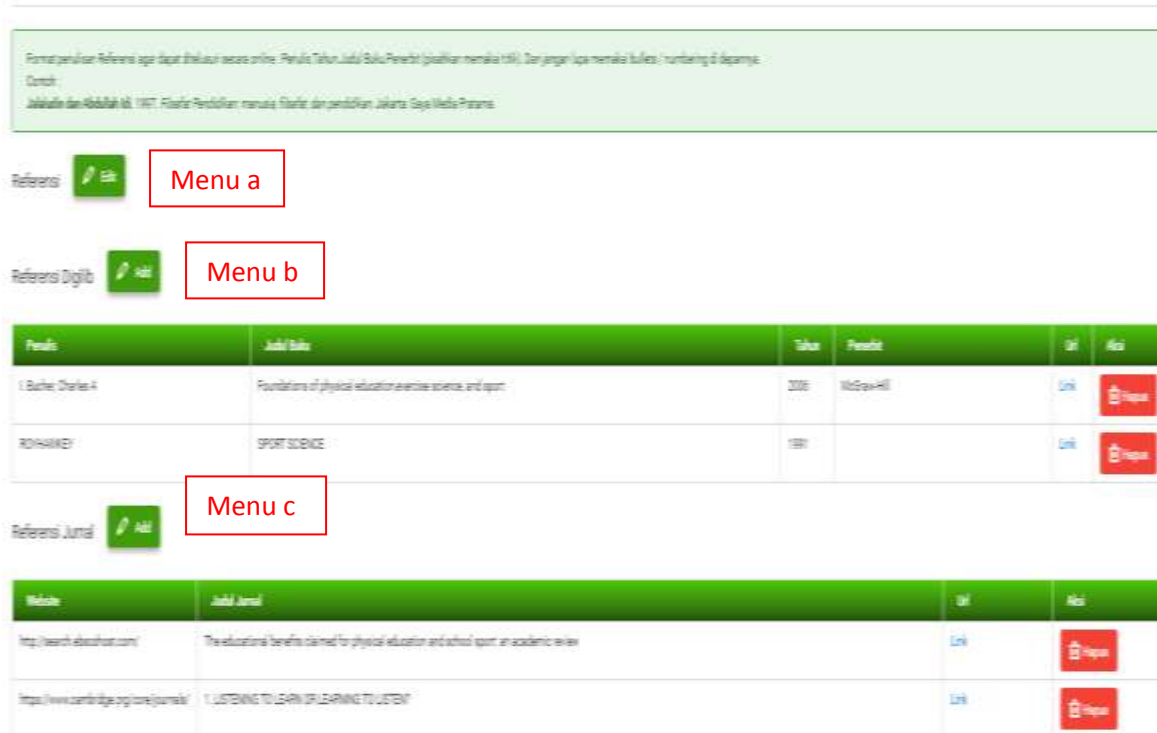 Format penulisan Referensi agar dapat ditelusuri secara online. Penulis Tahun Judul Buku Penerbit (pisahkan memakai titik). Dan jangan lupa memakai bullets / numbering di depannya.
Contoh :
Jalaludin dan Abdullah Idi. 1997. Filsafat Pendidikan: manusia, filsafat, dan pendidikan. Jakarta: Gaya Media Pratama.
Referensi Edit Menu a
Referensi Digilib Add Menu b
Penulis Judul Buku Tahun Penerbit Url Aksi
I. Bucher, Charles A Foundations of physical education exercise science, and sport McGraw-Hill Link Hapus
ROY HAWKEY SPORT SCIENCE 1991 Link Hapus
Menu c
Referensi Jurnal Add
Website Judul Jurnal Url Aksi
http://search.ebscohost.com/ The educational benefits claimed for physical education and school sport: an academic review Link Hapus
https://www.cambridge.org/core/journals/ 1. LISTENING TO LEARN OR LEARNING TO LISTEN? Link Hapus